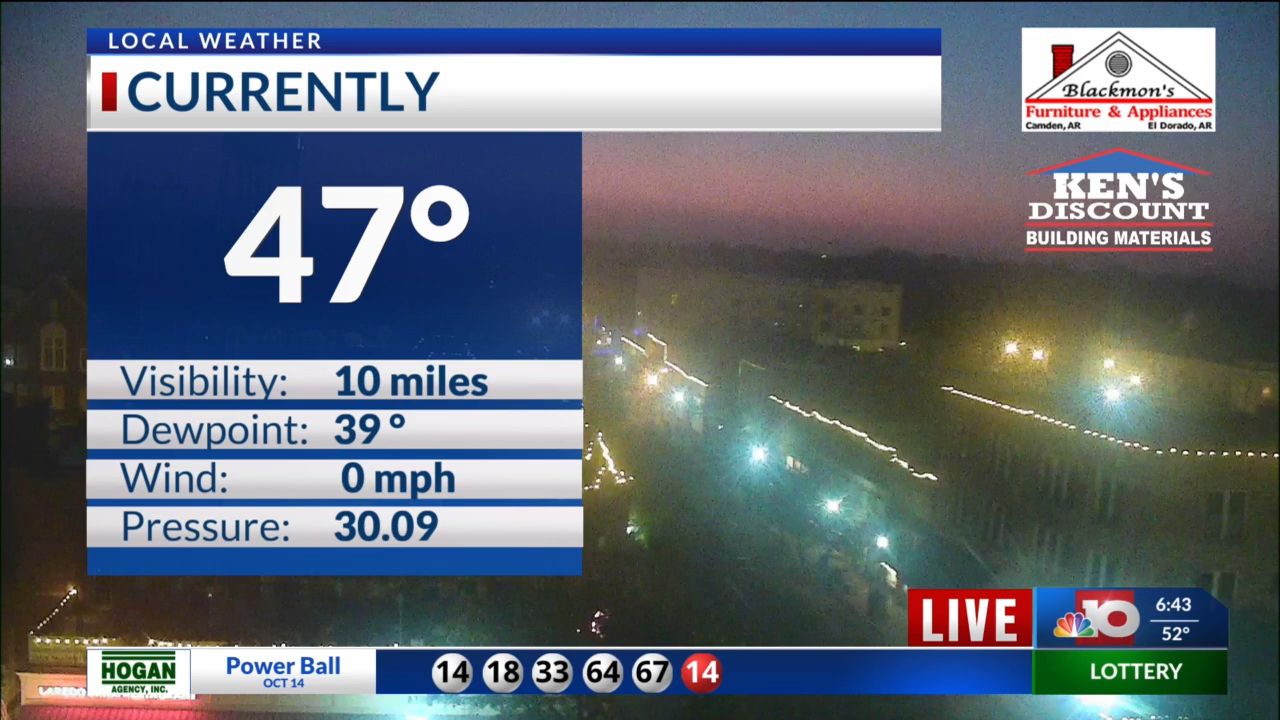 LOCAL WEATHER
CURRENTLY
47°
Visibility: 10 miles
Dewpoint: 39 °
Wind: 0 mph
Pressure: 30.09
Blackmon's
Furniture & Appliances
Camden, AR El Dorado, AR
KEN'S
DISCOUNT
BUILDING MATERIALS
LIVE
10
6:43
52°
HOGAN
AGENCY, INC.
Power Ball
OCT 14
14 18 33 64 67 14
LOTTERY
LAREDO